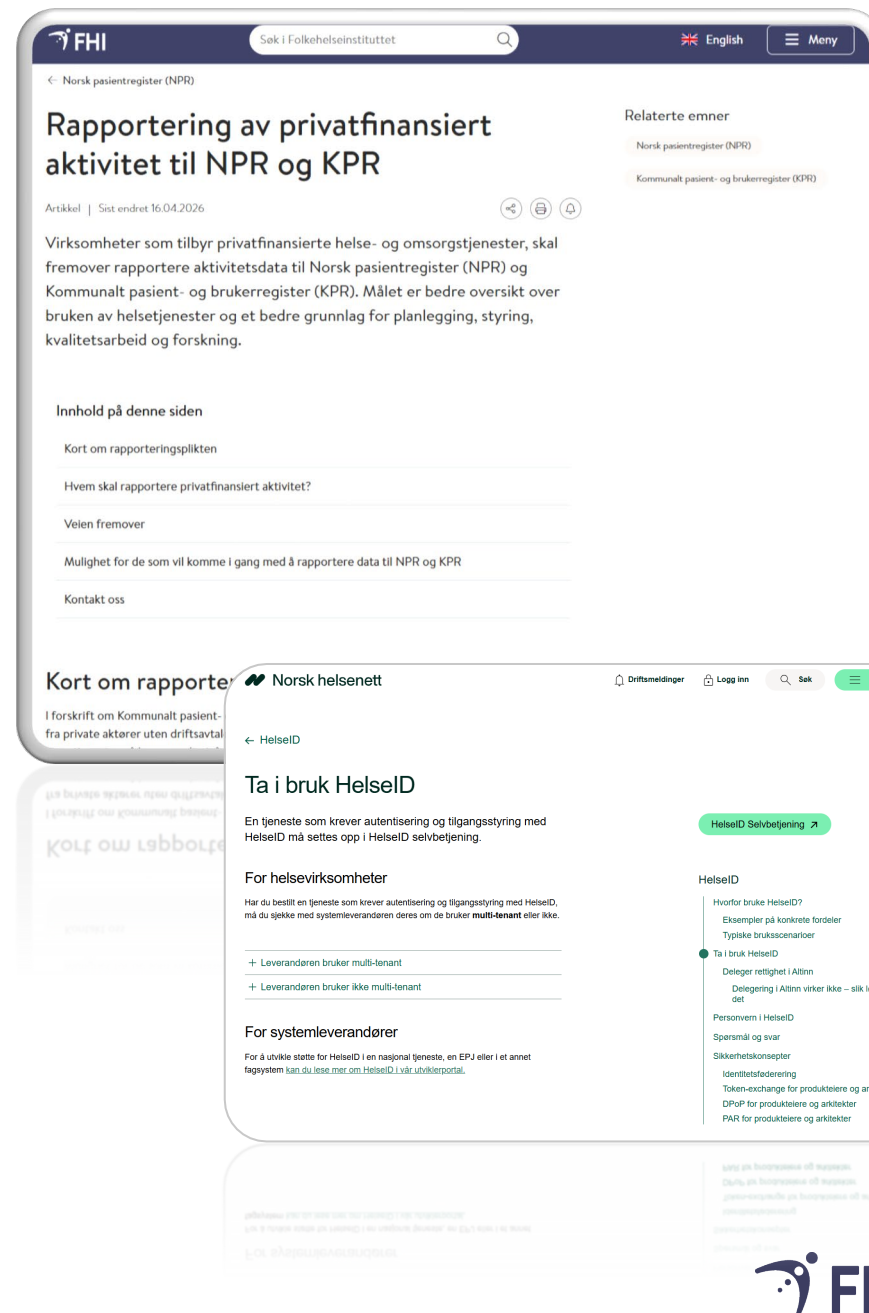 FHI
Søk i Folkehelseinstituttet
English
Meny
← Norsk pasientregister (NPR)
Rapportering av privatfinansiert
aktivitet til NPR og KPR
Artikkel | Sist endret 16.04.2026
Virksomheter som tilbyr privatfinansierte helse- og omsorgstjenester, skal
fremover rapportere aktivitetsdata til Norsk pasientregister (NPR) og
Kommunalt pasient- og brukerregister (KPR). Målet er bedre oversikt over
bruken av helsetjenester og et bedre grunnlag for planlegging, styring,
kvalitetsarbeid og forskning.
Relaterte emner
Norsk pasientregister (NPR)
Kommunalt pasient- og brukerregister (KPR)
Innhold på denne siden
Kort om rapporteringsplikten
Hvem skal rapportere privatfinansiert aktivitet?
Veien fremover
Mulighet for de som vil komme i gang med å rapportere data til NPR og KPR
Kontakt oss
Kort om rapporte
I forskrift om Kommunalt pasient-
fra private aktører uten driftsavtal
Norsk helsenett
Driftsmeldinger
Logg inn
Søk
← HelseID
Ta i bruk HelseID
En tjeneste som krever autentisering og tilgangsstyring med
HelseID må settes opp i HelseID selvbetjening.
For helsevirksomheter
Har du bestilt en tjeneste som krever autentisering og tilgangsstyring med HelseID,
må du sjekke med systemleverandøren deres om de bruker multi-tenant eller ikke.
+ Leverandøren bruker multi-tenant
+ Leverandøren bruker ikke multi-tenant
For systemleverandører
For å utvikle støtte for HelseID i en nasjonal tjeneste, en EPJ eller i et annet
fagsystem kan du lese mer om HelseID i vår utviklerportal.
HelseID Selvbetjening ↗
HelseID
Hvorfor bruke HelseID?
Eksempler på konkrete fordeler
Typiske bruksscenarioer
Ta i bruk HelseID
Deleger rettighet i Altinn
Delegering i Altinn virker ikke – slik l
det
Personvern i HelseID
Spørsmål og svar
Sikkerhetskonsepter
Identitetsføderering
Token-exchange for produkteiere og ar
DPoP for produkteiere og arkitekter
PAR for produkteiere og arkitekter